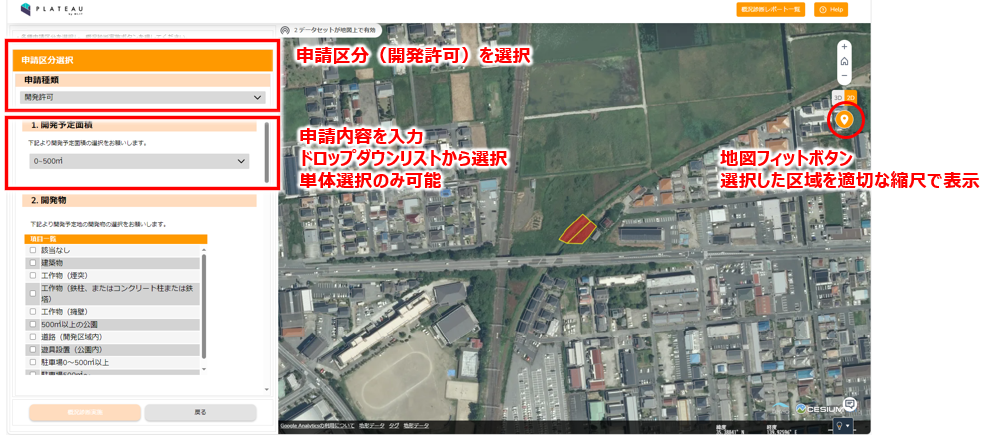 PLATEAU
by MLIT
概況診断レポート一覧
Help
2 データセットが地図上で有効
申請区分選択
申請種類
開発許可
申請区分（開発許可）を選択
1. 開発予定面積
下記より開発予定面積の選択をお願いします。
0~500㎡
申請内容を入力
ドロップダウンリストから選択
単体選択のみ可能
3D
2D
地図フィットボタン
選択した区域を適切な縮尺で表示
2. 開発物
下記より開発予定地の開発物の選択をお願いします。
項目一覧
該当なし
建築物
工作物（煙突）
工作物（鉄柱、またはコンクリート柱または鉄
塔）
工作物（擁壁）
500㎡以上の公園
道路（開発区域内）
遊具設置（公園内）
駐車場0～500㎡以上
概況診断実施
戻る
CESIUM
Google Analyticsの利用について 地形データ タグ 地形データ
緯度
経度